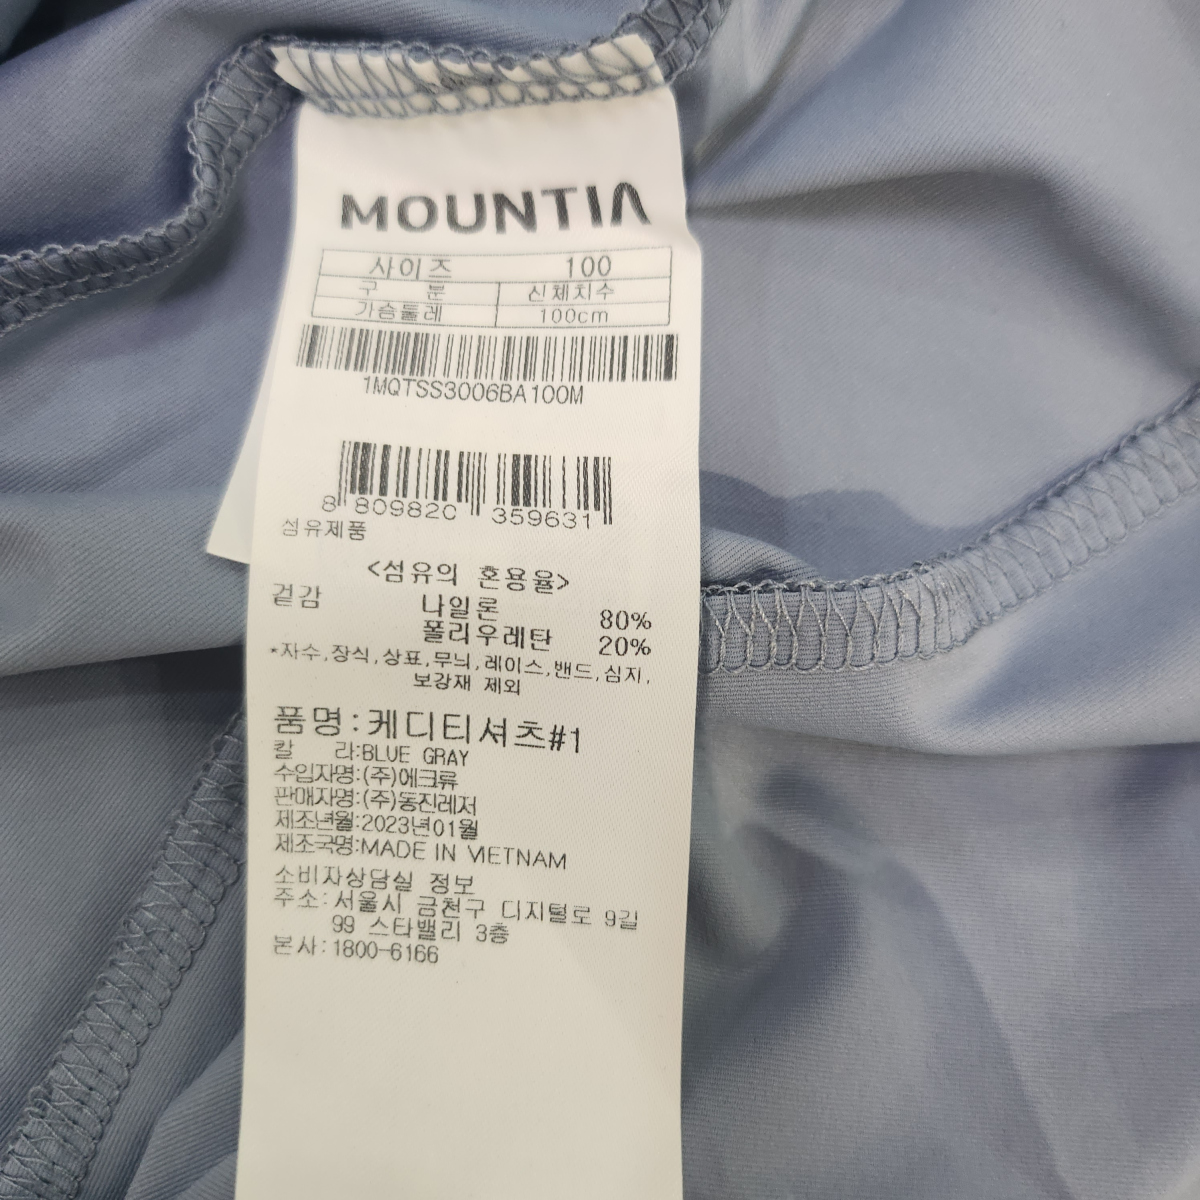 MOUNTIA
사이즈 100
구 분 신체치수
가슴둘레 100cm
1MQTSS3006BA100M
8 809820 359631
섬유제품
<섬유의 혼용율>
겉감 나일론 80%
폴리우레탄 20%
*자수,장식,상표,무늬,레이스,밴드,심지,
보강재 제외
품명:케디티셔츠#1
칼 라:BLUE GRAY
수입자명:(주)에크류
판매자명:(주)동진레저
제조년월:2023년01월
제조국명:MADE IN VIETNAM
소비자상담실 정보
주소:서울시 금천구 디지털로 9길
99 스타밸리 3층
본사:1800-6166